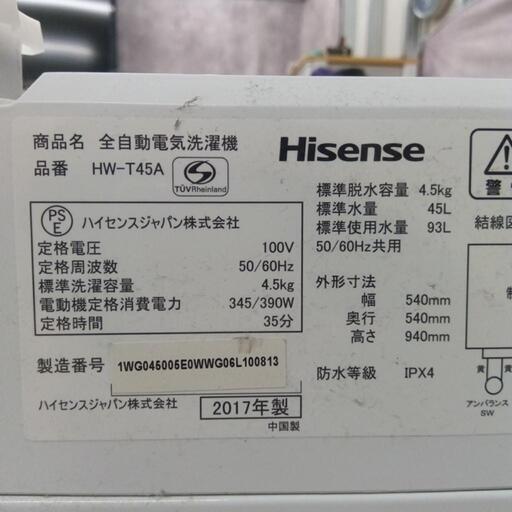 商品名 全自動電気洗濯機
品番 HW-T45A
TÜVRheinland
Hisense
PS
E
ハイセンスジャパン株式会社
定格電圧 100V
定格周波数 50/60Hz
標準洗濯容量 4.5kg
電動機定格消費電力 345/390W
定格時間 35分
標準脱水容量 4.5kg
標準水量 45L
標準使用水量 93L
50/60Hz共用
外形寸法
幅 540mm
奥行 540mm
高さ 940mm
防水等級 IPX4
製造番号 1WG045005E0WWG06L100813
ハイセンスジャパン株式会社 2017年製
中国製
警
結線図
黄 黄
アンバランス
SW